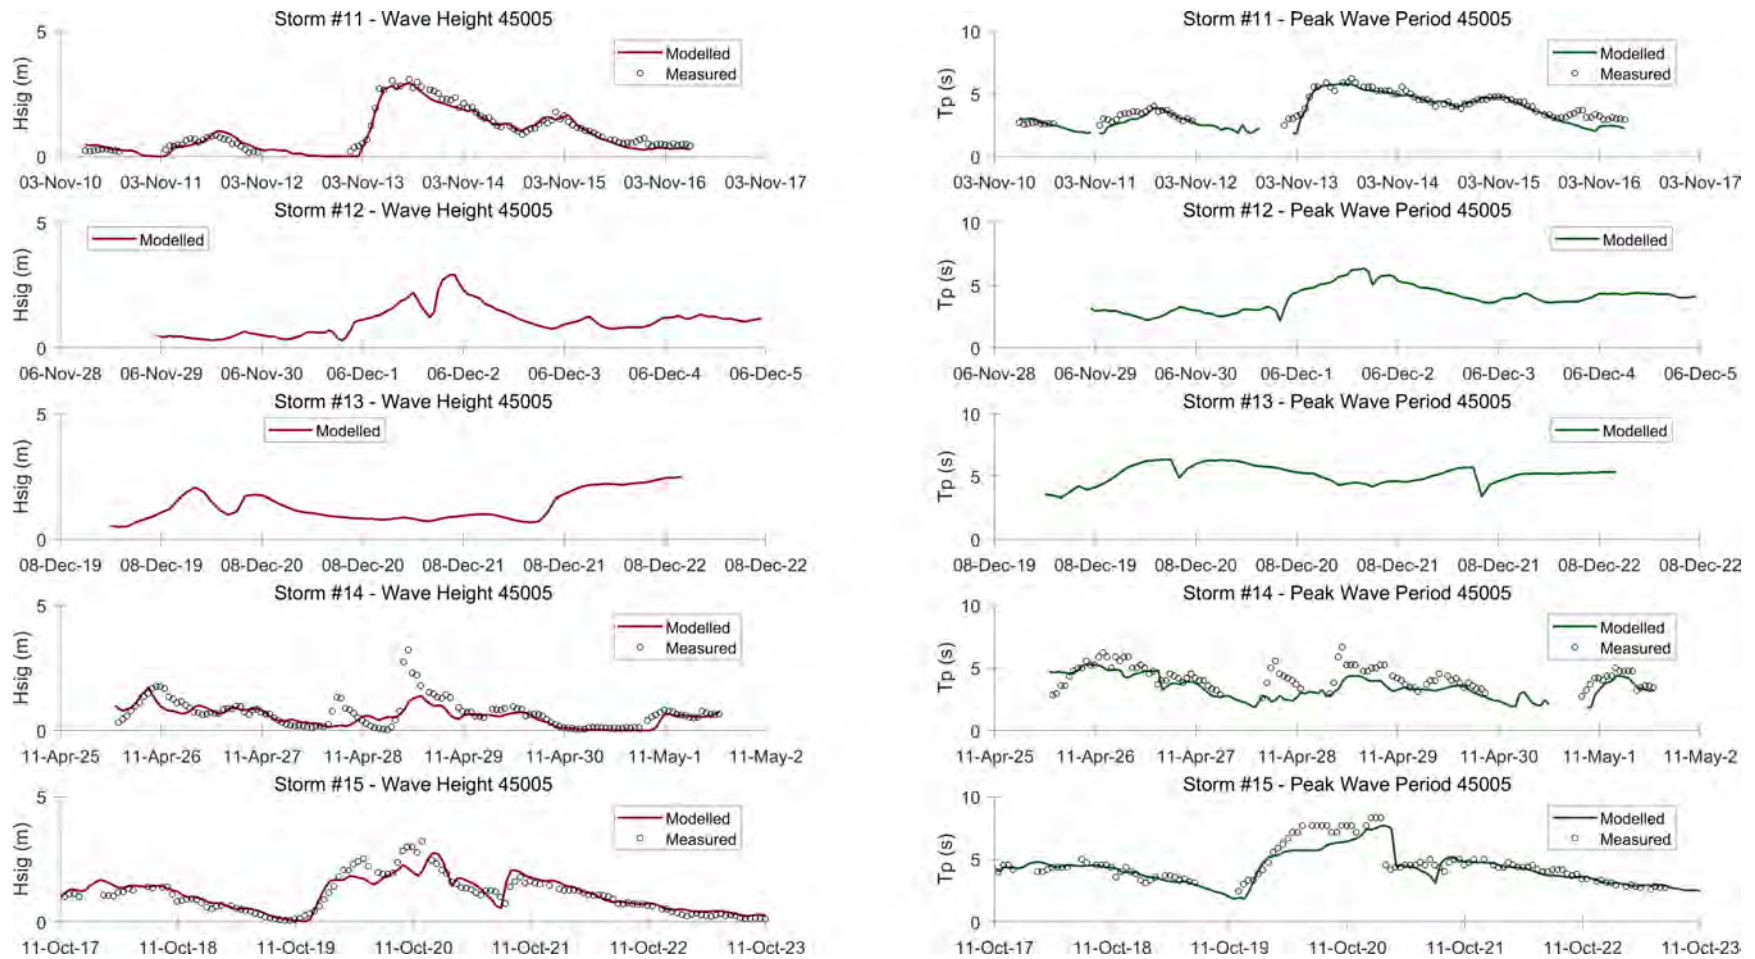 Storm #11 - Wave Height 45005
5
Hsig (m)
0
Modelled
Measured
03-Nov-10 03-Nov-11 03-Nov-12 03-Nov-13 03-Nov-14 03-Nov-15 03-Nov-16 03-Nov-17
Storm #11 - Peak Wave Period 45005
10
5
Tp (s)
0
Modelled
Measured
03-Nov-10 03-Nov-11 03-Nov-12 03-Nov-13 03-Nov-14 03-Nov-15 03-Nov-16 03-Nov-17
Storm #12 - Wave Height 45005
5
Hsig (m)
0
Modelled
06-Nov-28 06-Nov-29 06-Nov-30 06-Dec-1 06-Dec-2 06-Dec-3 06-Dec-4 06-Dec-5
Storm #12 - Peak Wave Period 45005
10
5
Tp (s)
0
Modelled
06-Nov-28 06-Nov-29 06-Nov-30 06-Dec-1 06-Dec-2 06-Dec-3 06-Dec-4 06-Dec-5
Storm #13 - Wave Height 45005
5
Hsig (m)
0
Modelled
08-Dec-19 08-Dec-19 08-Dec-20 08-Dec-20 08-Dec-21 08-Dec-21 08-Dec-22 08-Dec-22
Storm #13 - Peak Wave Period 45005
10
5
Tp (s)
0
Modelled
08-Dec-19 08-Dec-19 08-Dec-20 08-Dec-20 08-Dec-21 08-Dec-21 08-Dec-22 08-Dec-22
Storm #14 - Wave Height 45005
5
Hsig (m)
0
Modelled
Measured
11-Apr-25 11-Apr-26 11-Apr-27 11-Apr-28 11-Apr-29 11-Apr-30 11-May-1 11-May-2
Storm #14 - Peak Wave Period 45005
10
5
Tp (s)
0
Modelled
Measured
11-Apr-25 11-Apr-26 11-Apr-27 11-Apr-28 11-Apr-29 11-Apr-30 11-May-1 11-May-2
Storm #15 - Wave Height 45005
5
Hsig (m)
0
Modelled
Measured
11-Oct-17 11-Oct-18 11-Oct-19 11-Oct-20 11-Oct-21 11-Oct-22 11-Oct-23
Storm #15 - Peak Wave Period 45005
10
5
Tp (s)
0
Modelled
Measured
11-Oct-17 11-Oct-18 11-Oct-19 11-Oct-20 11-Oct-21 11-Oct-22 11-Oct-23